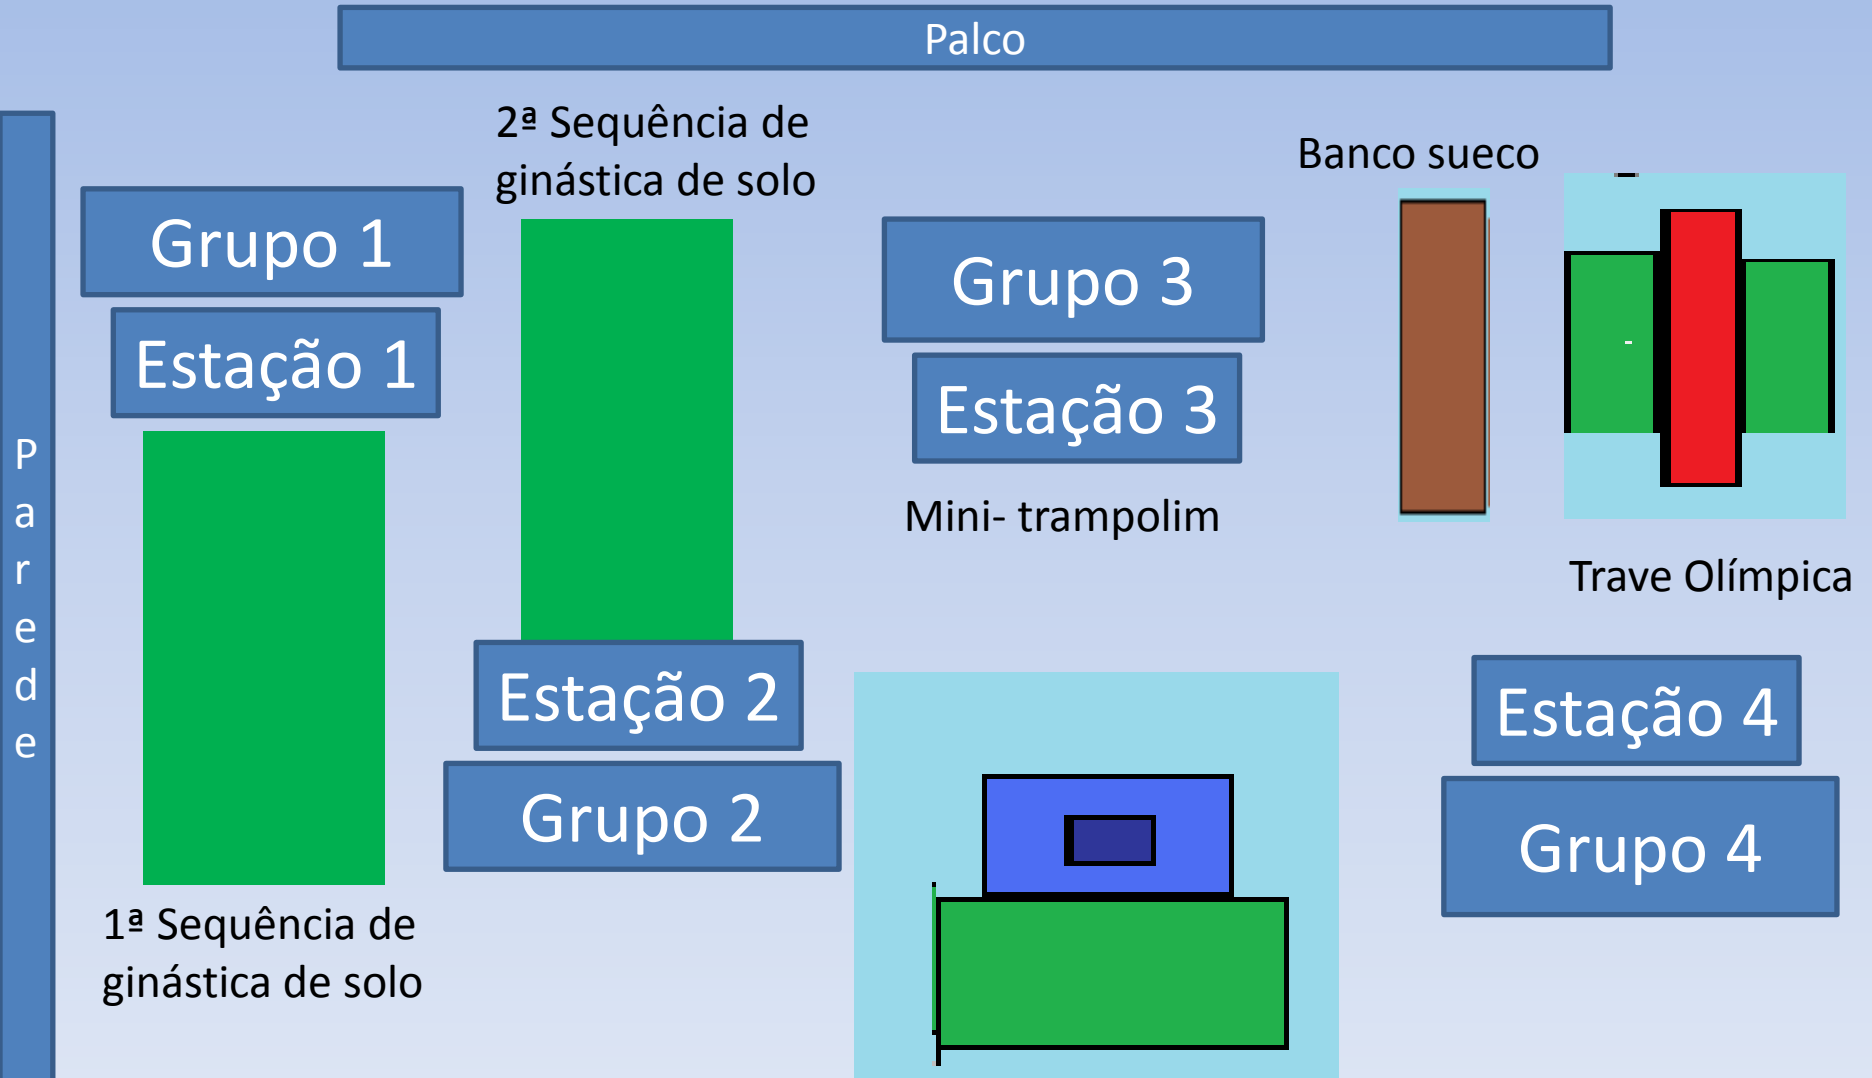 Palco
Parede
Grupo 1
Estação 1
1ª Sequência de
ginástica de solo
2ª Sequência de
ginástica de solo
Estação 2
Grupo 2
Grupo 3
Estação 3
Mini- trampolim
Banco sueco
Trave Olímpica
Estação 4
Grupo 4